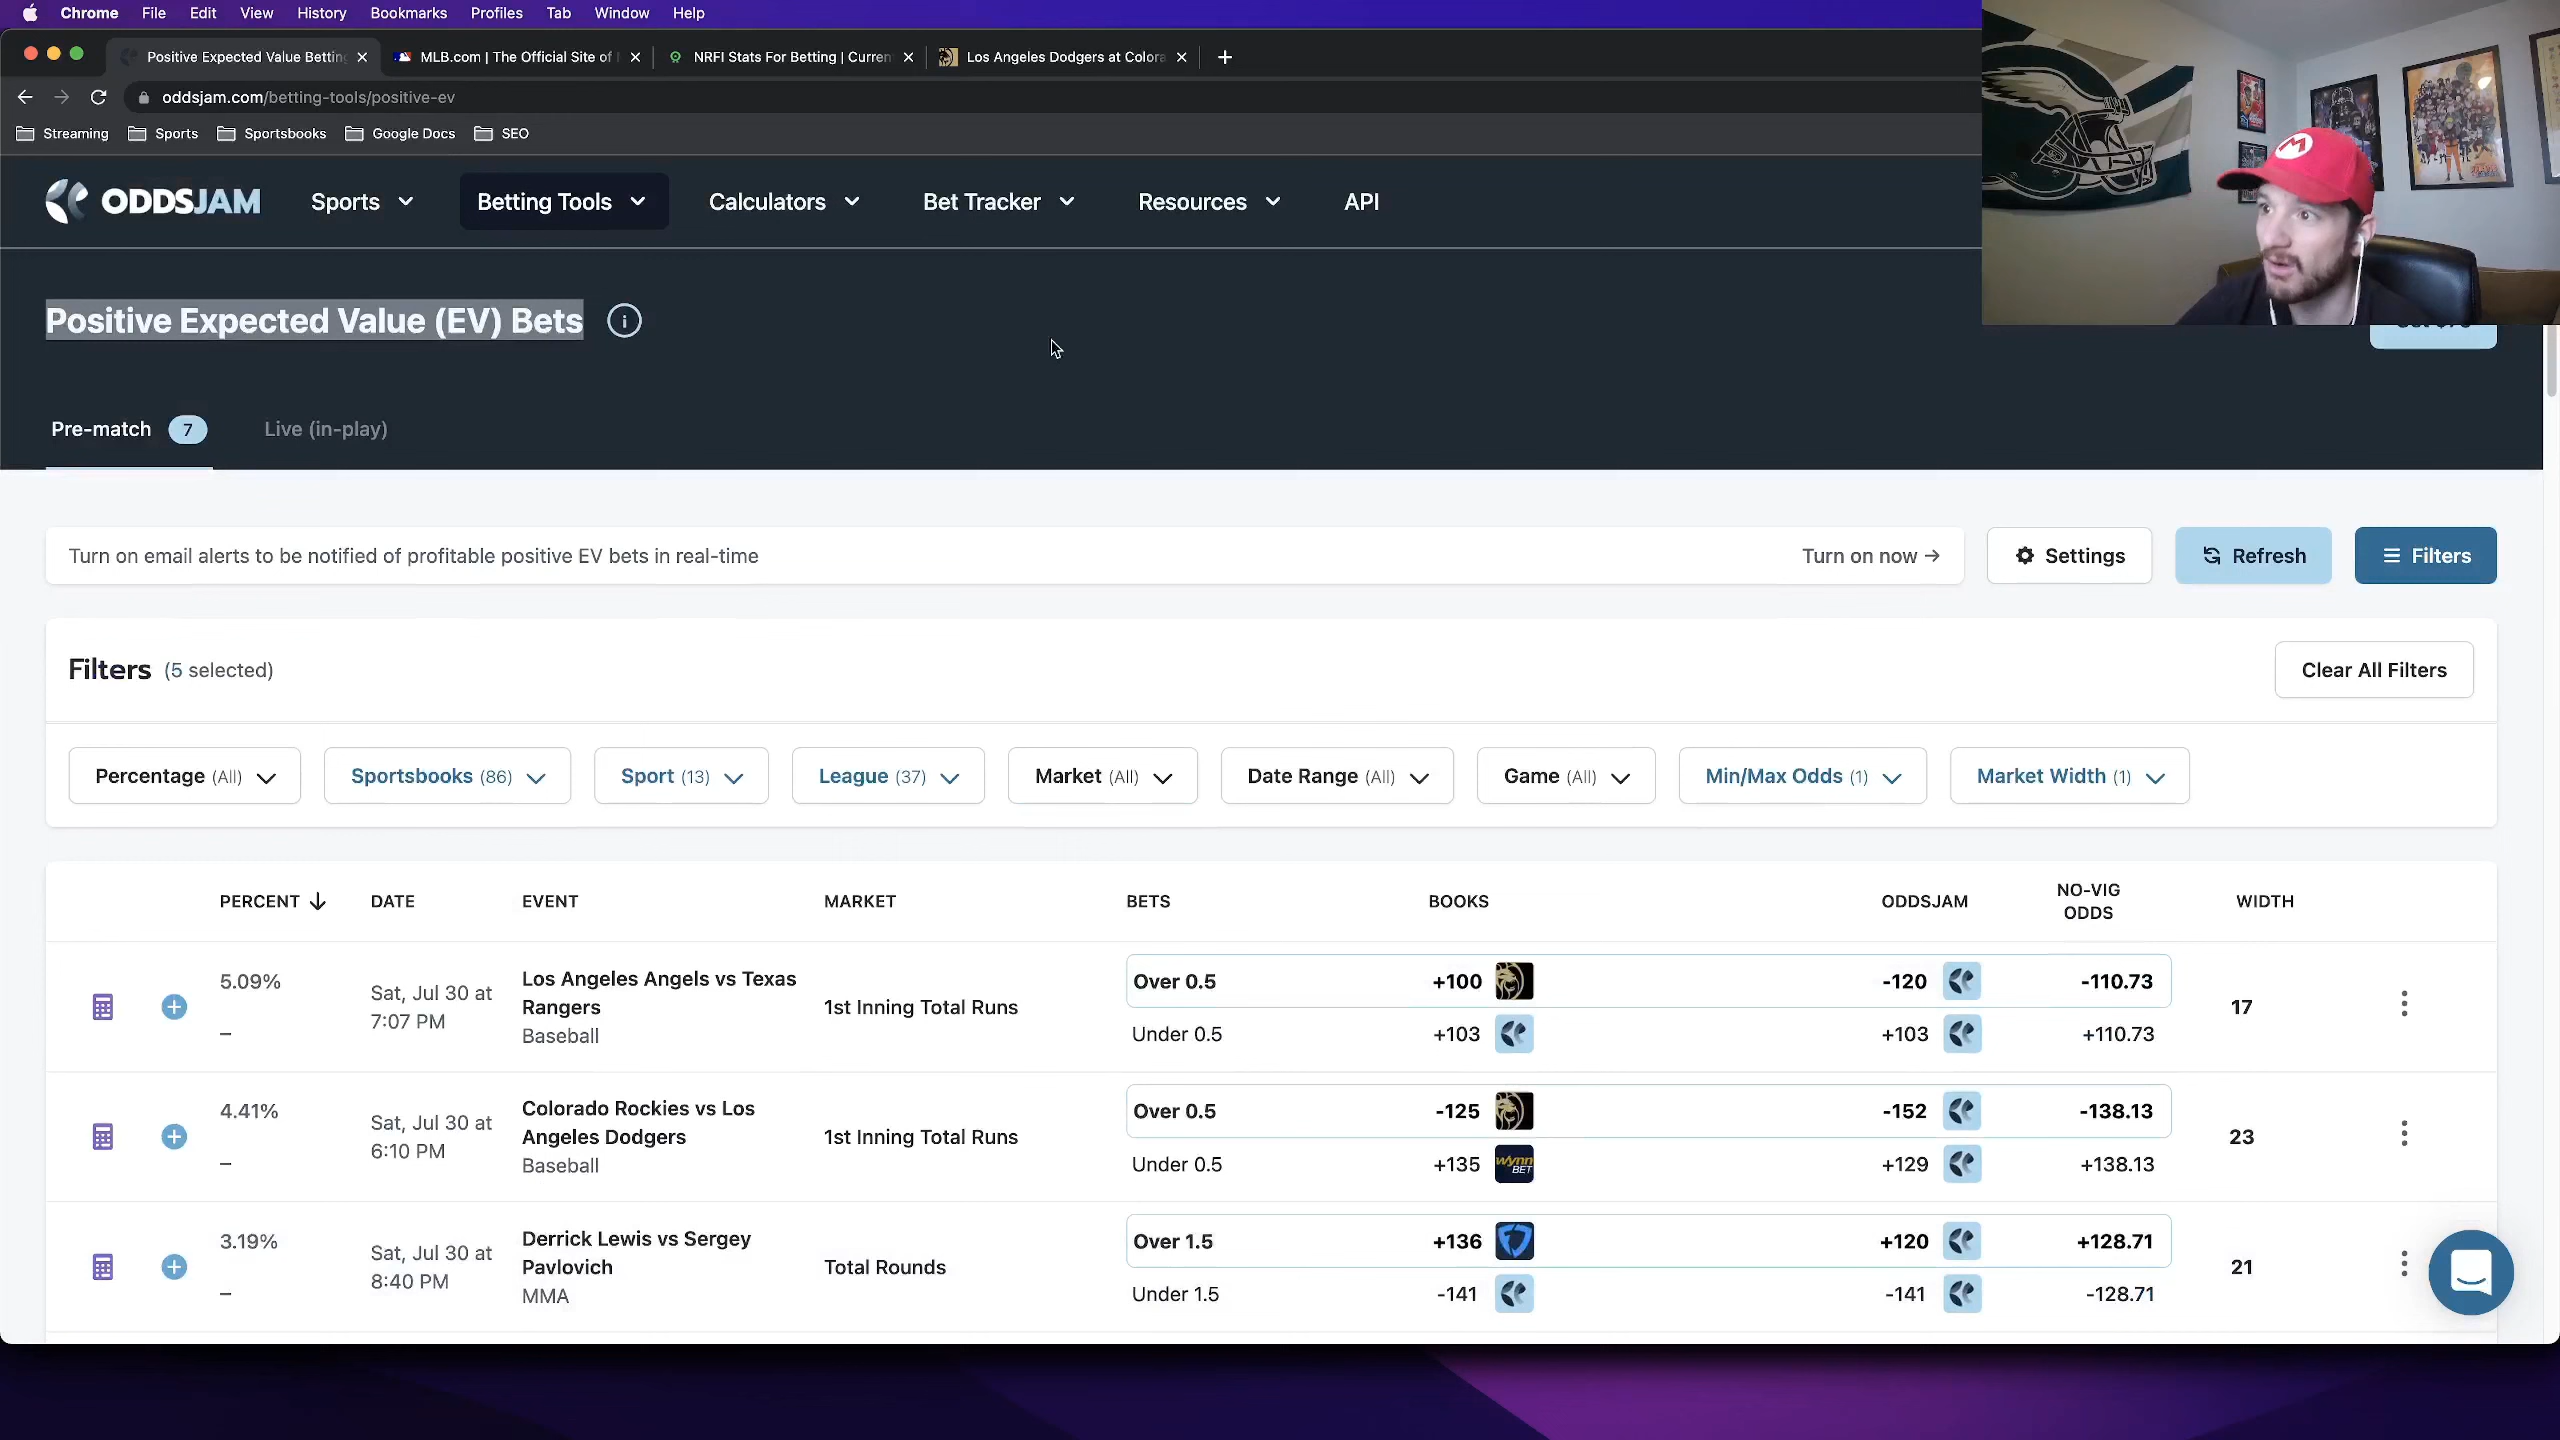 Chrome File Edit View History Bookmarks Profiles Tab Window Help
Positive Expected Value Betting MLB.com | The Official Site of NRFI Stats For Betting | Curren Los Angeles Dodgers at Colora
oddsjam.com/betting-tools/positive-ev
Streaming Sports Sportsbooks Google Docs SEO
ODDSJAM Sports Betting Tools Calculators Bet Tracker Resources API
Positive Expected Value (EV) Bets
Pre-match 7 Live (in-play)
Turn on email alerts to be notified of profitable positive EV bets in real-time Turn on now → Settings Refresh Filters
Filters (5 selected) Clear All Filters
Percentage (All) Sportsbooks (86) Sport (13) League (37) Market (All) Date Range (All) Game (All) Min/Max Odds (1) Market Width (1)
PERCENT ↓ DATE EVENT MARKET BETS BOOKS ODDSJAM NO-VIG ODDS WIDTH
5.09% Sat, Jul 30 at 7:07 PM Los Angeles Angels vs Texas Rangers Baseball 1st Inning Total Runs Over 0.5 +100 -120 -110.73 17
– Under 0.5 +103 +103 +110.73
4.41% Sat, Jul 30 at 6:10 PM Colorado Rockies vs Los Angeles Dodgers Baseball 1st Inning Total Runs Over 0.5 -125 -152 -138.13 23
– Under 0.5 +135 WYNN BET +129 +138.13
3.19% Sat, Jul 30 at 8:40 PM Derrick Lewis vs Sergey Pavlovich MMA Total Rounds Over 1.5 +136 +120 +128.71 21
– Under 1.5 -141 -141 -128.71